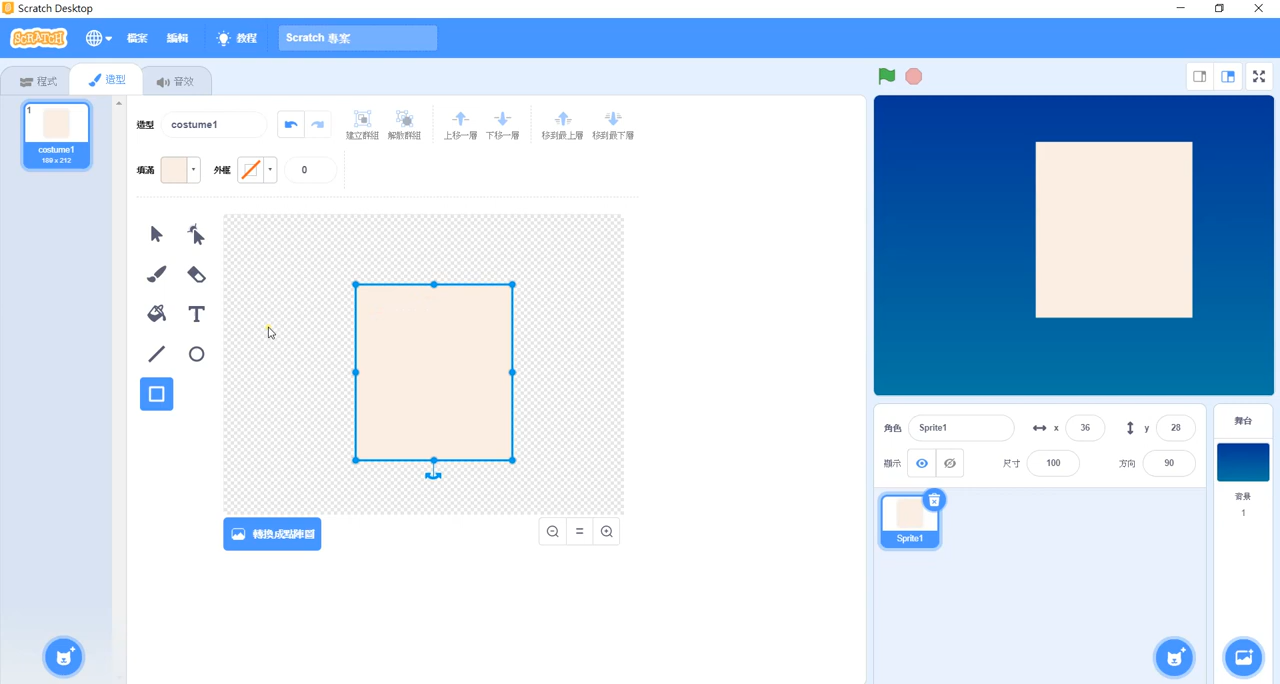 Scratch Desktop
SCRATCH 檔案 編輯 教程 Scratch 專案
程式 造型 音效
1
costume1
189 x 212
造型 costume1 建立群組 解散群組 上移一層 下移一層 移到最上層 移到最下層
填滿 外框 0
T
轉換成點陣圖
角色 Sprite1 x 36 y 28
顯示 尺寸 100 方向 90
Sprite1
舞台
背景
1